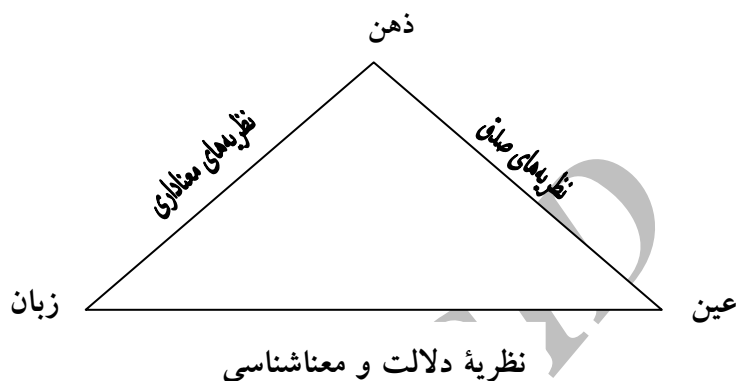 ذهن
نظریه‌های معناداری
نظریه‌های صدق
زبان
عین
نظریهٔ دلالت و معناشناسی